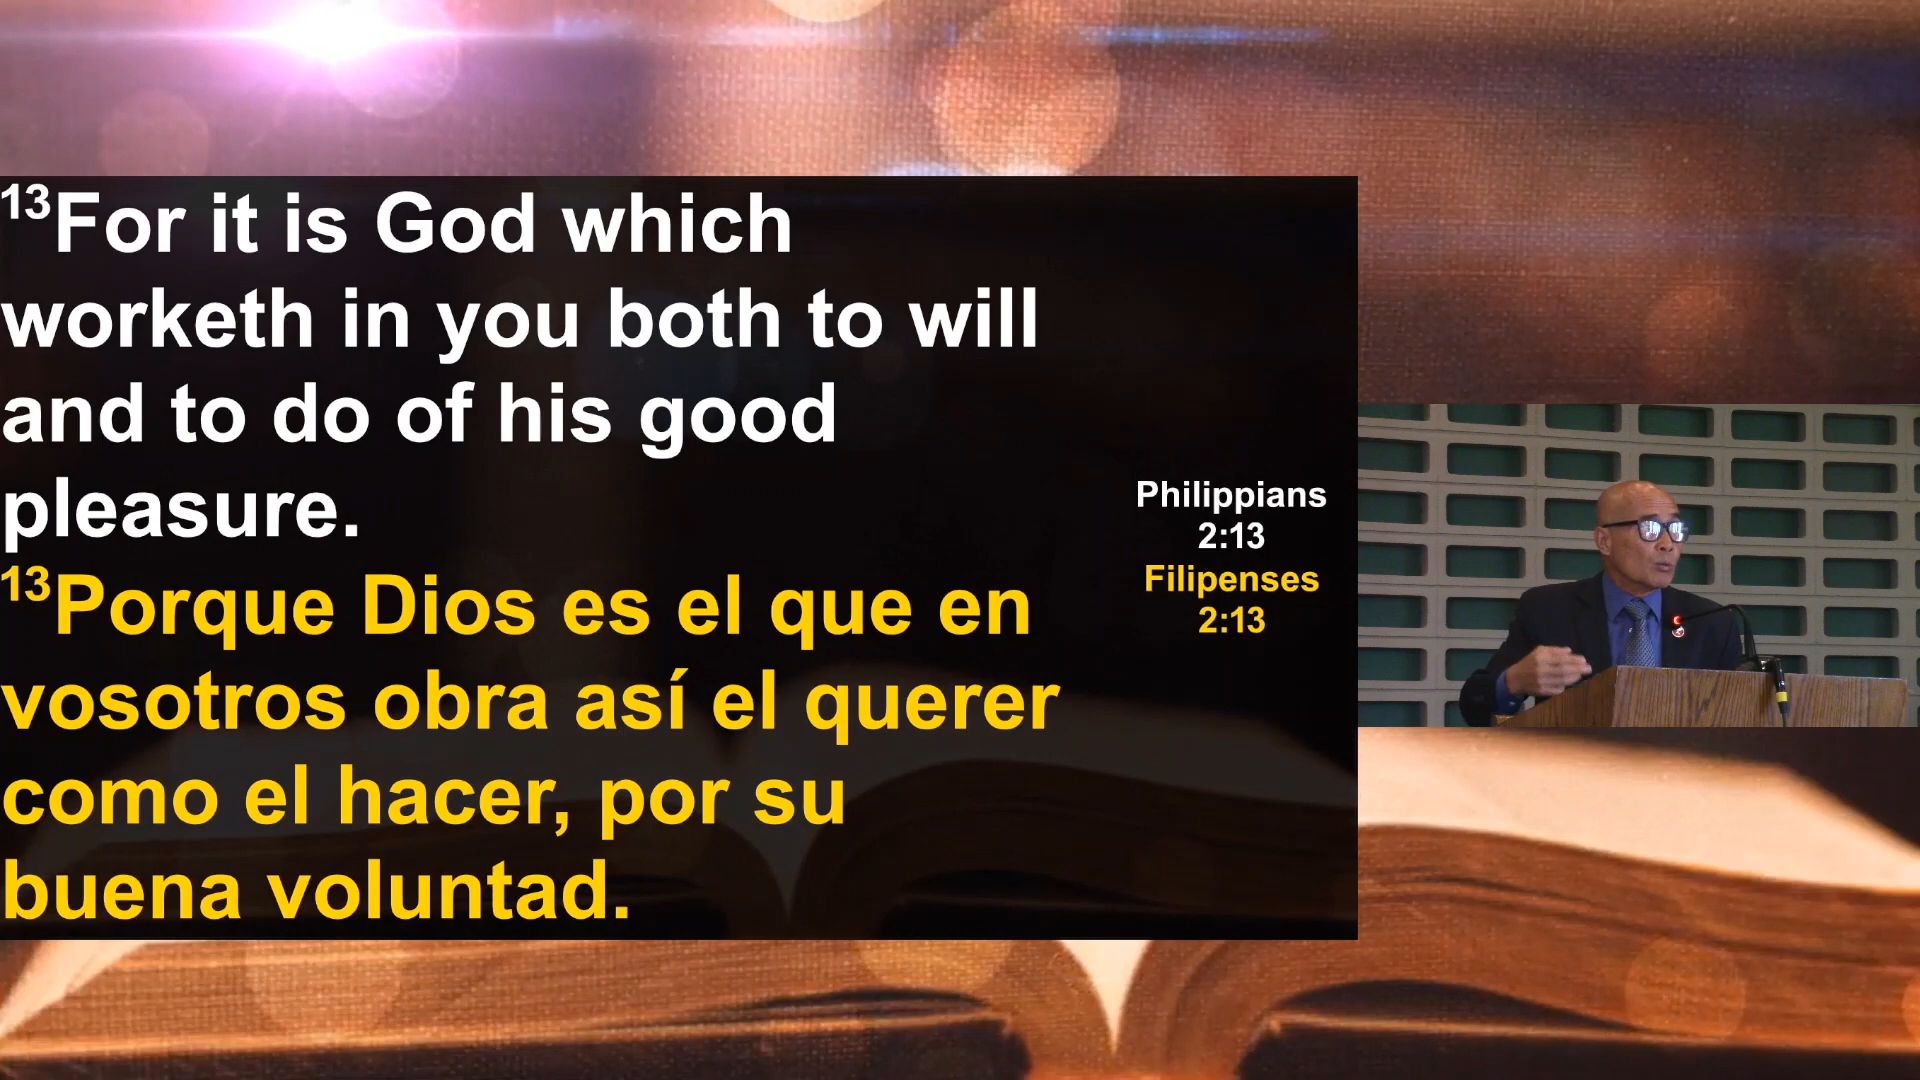 13For it is God which
worketh in you both to will
and to do of his good
pleasure.
13Porque Dios es el que en
vosotros obra así el querer
como el hacer, por su
buena voluntad.
Philippians
2:13
Filipenses
2:13